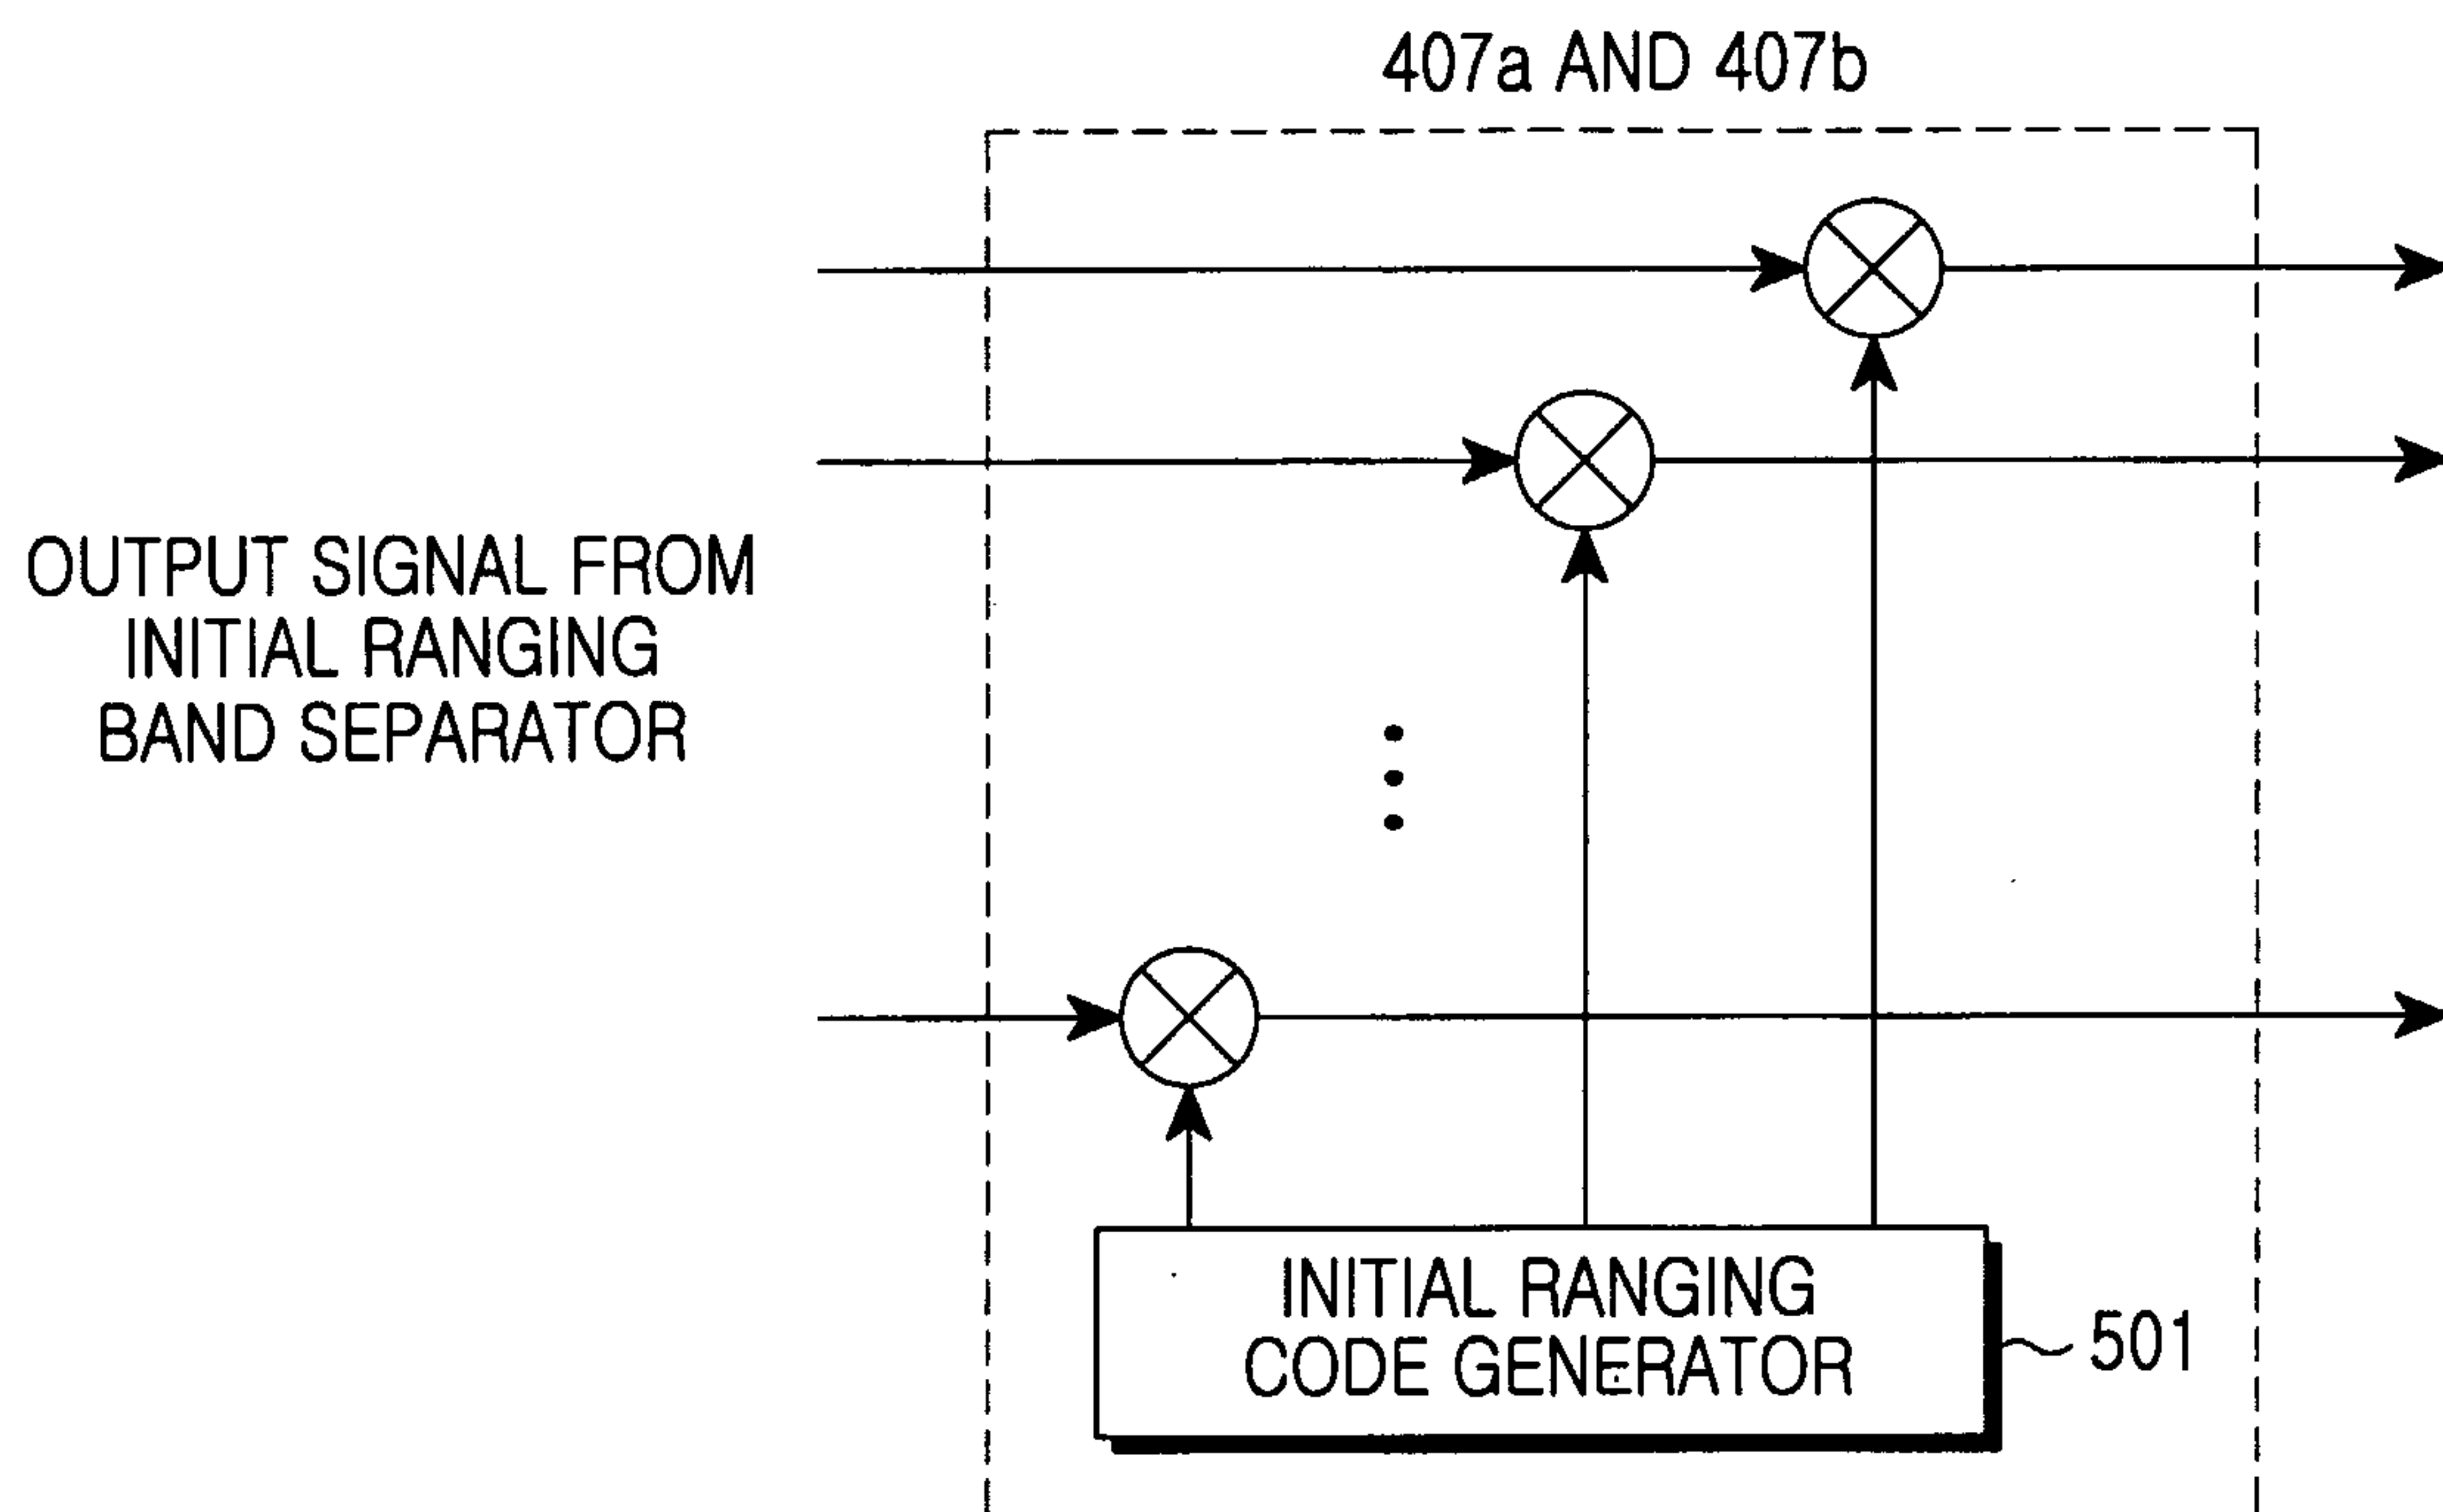 407a AND 407b
OUTPUT SIGNAL FROM
INITIAL RANGING
BAND SEPARATOR
INITIAL RANGING
CODE GENERATOR
501